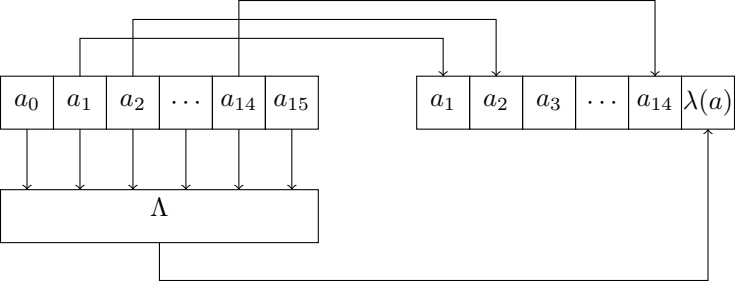 a₀ a₁ a₂ ⋯ a₁₄ a₁₅ a₁ a₂ a₃ ⋯ a₁₄ λ(a)
Λ